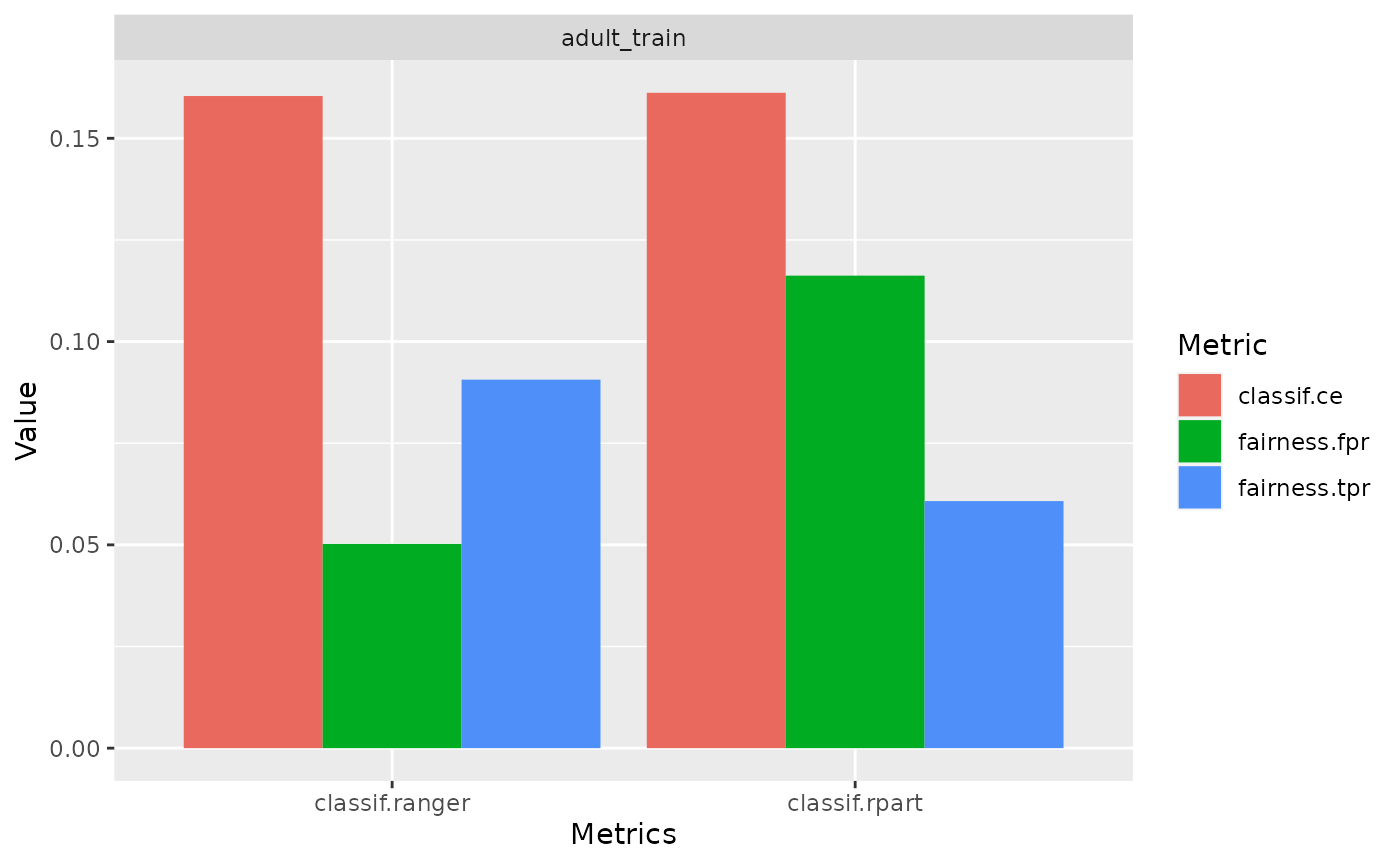 adult_train
0.15
0.10
0.05
0.00
Value
classif.ranger
classif.rpart
Metrics
Metric
classif.ce
fairness.fpr
fairness.tpr